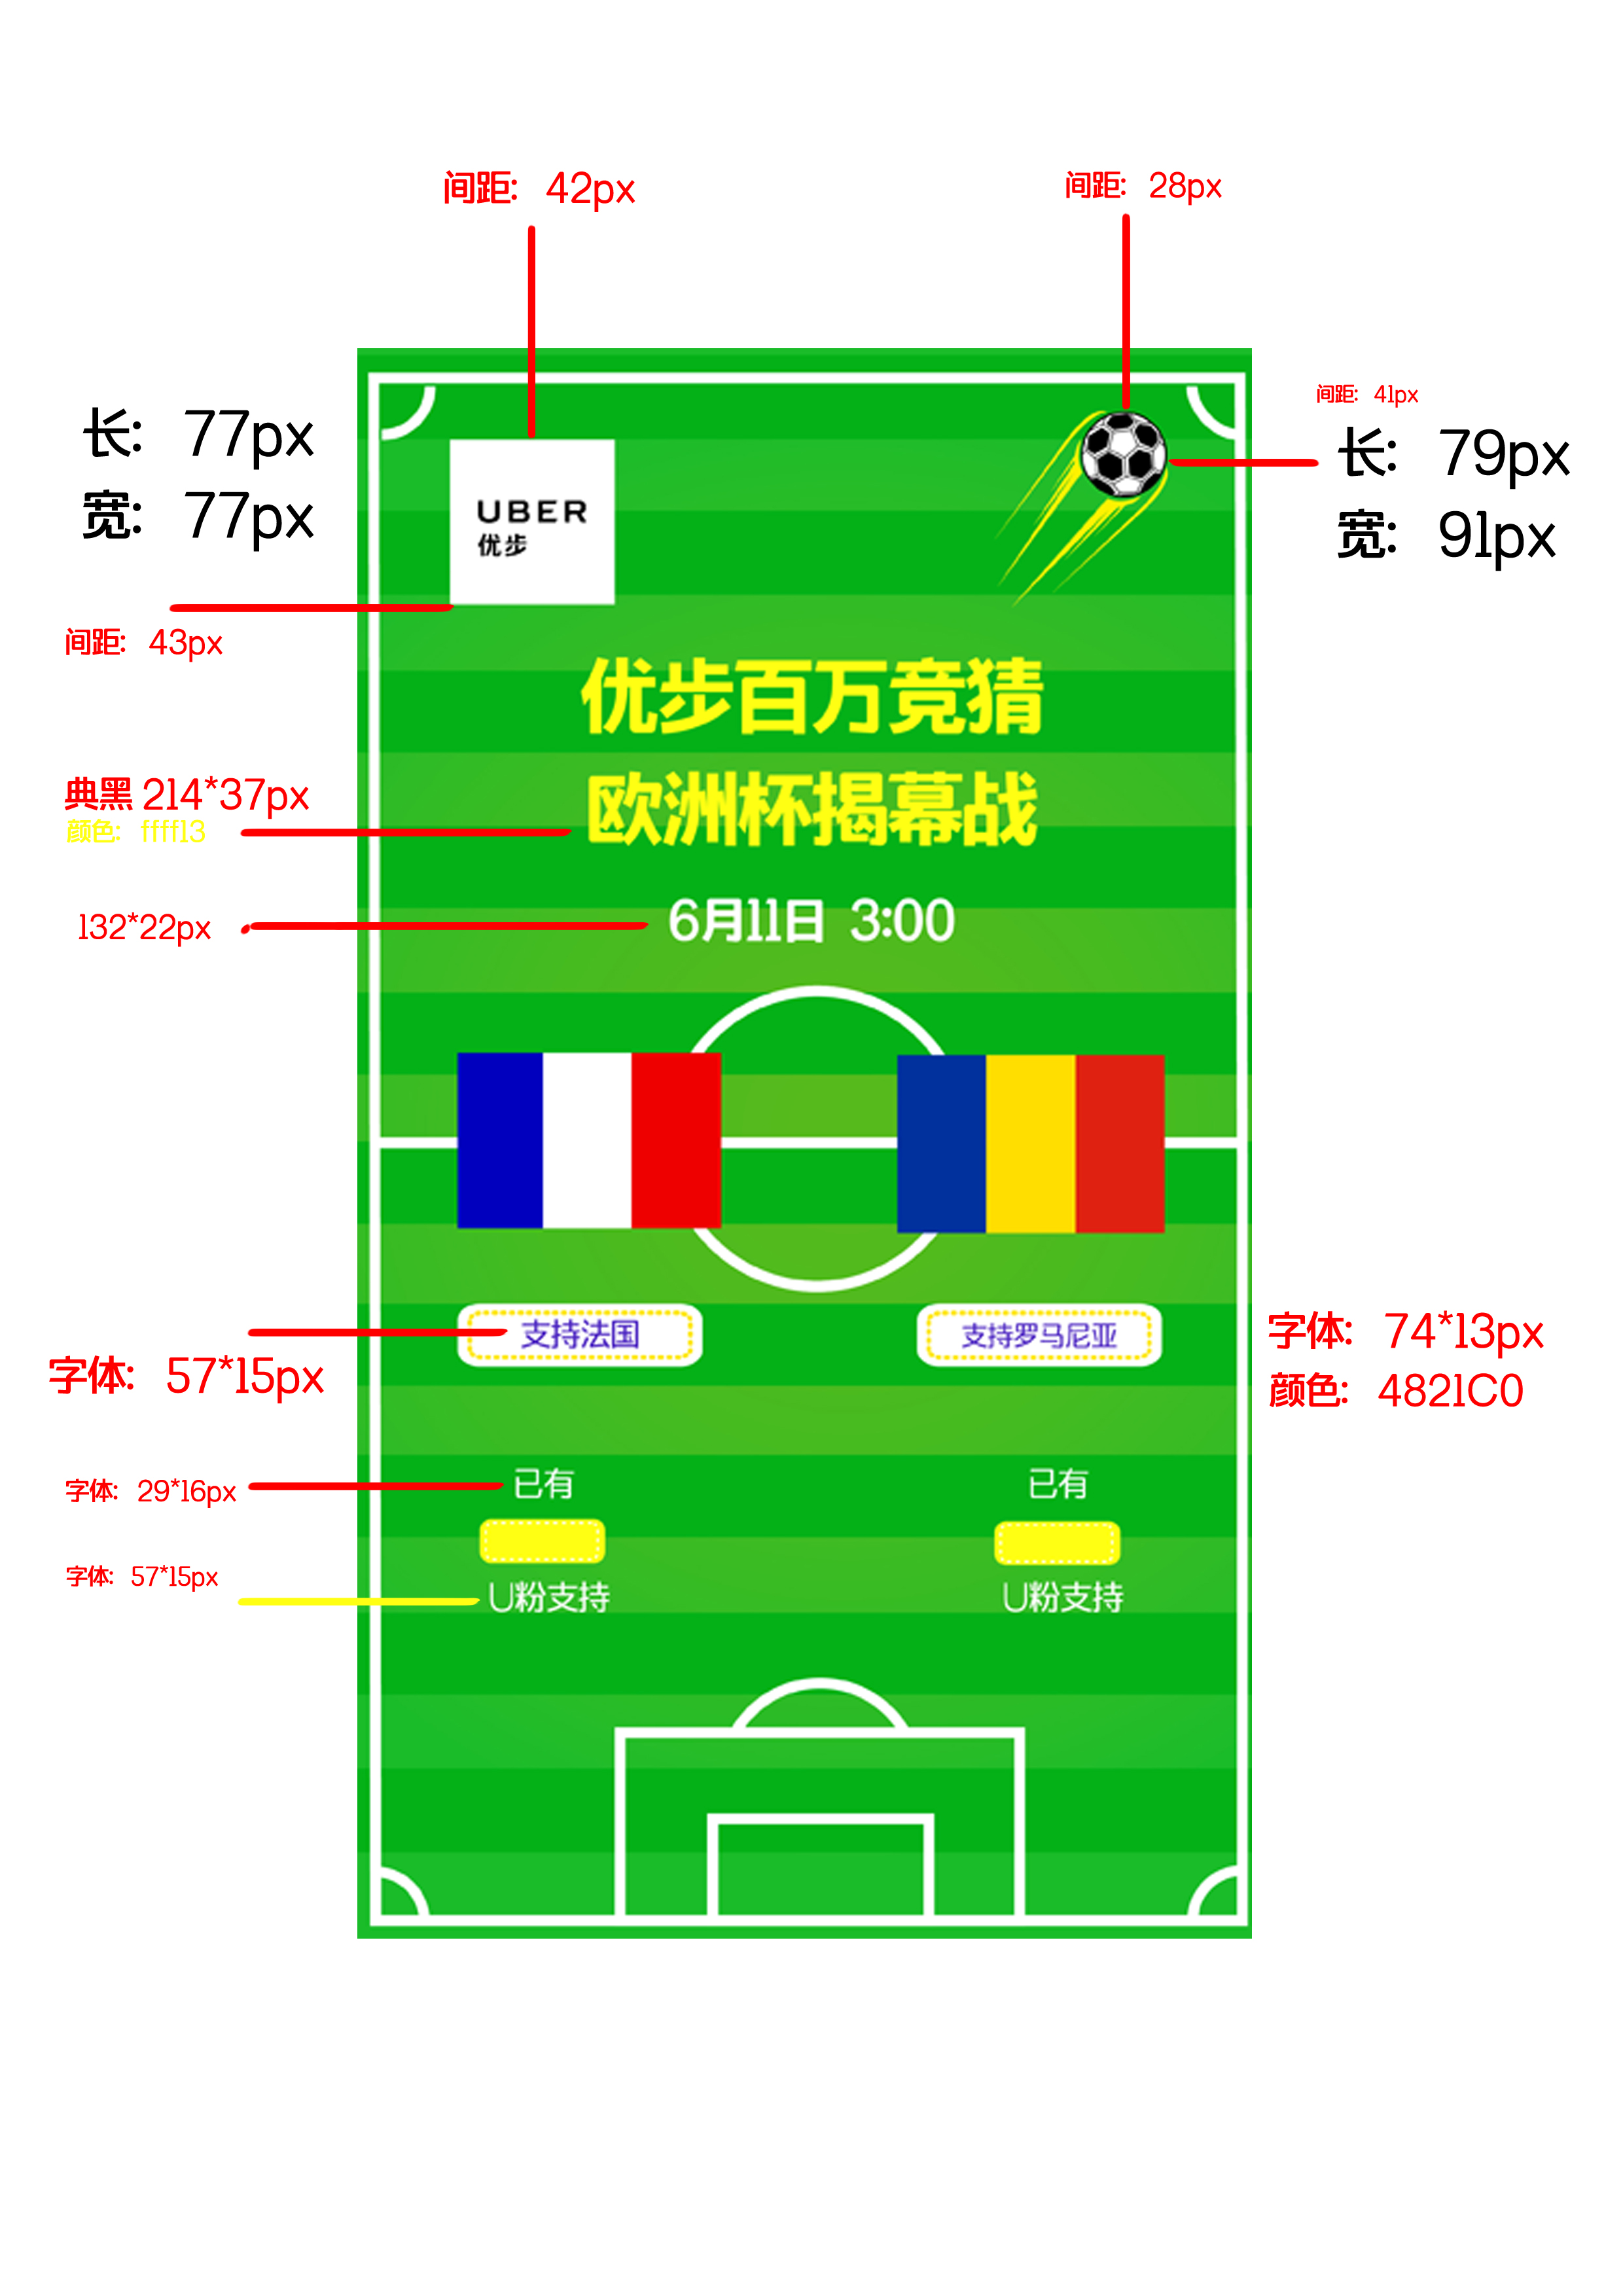 间距: 42px
间距: 28px
间距: 41px
长: 77px
宽: 77px
长: 79px
宽: 91px
UBER
优步
间距: 43px
优步百万竞猜
典黑 214*37px
颜色: ffff13
欧洲杯揭幕战
132*22px
6月11日 3:00
支持法国
支持罗马尼亚
字体: 57*15px
字体: 74*13px
颜色: 4821C0
字体: 29*16px
已有
已有
字体: 57*15px
U粉支持
U粉支持